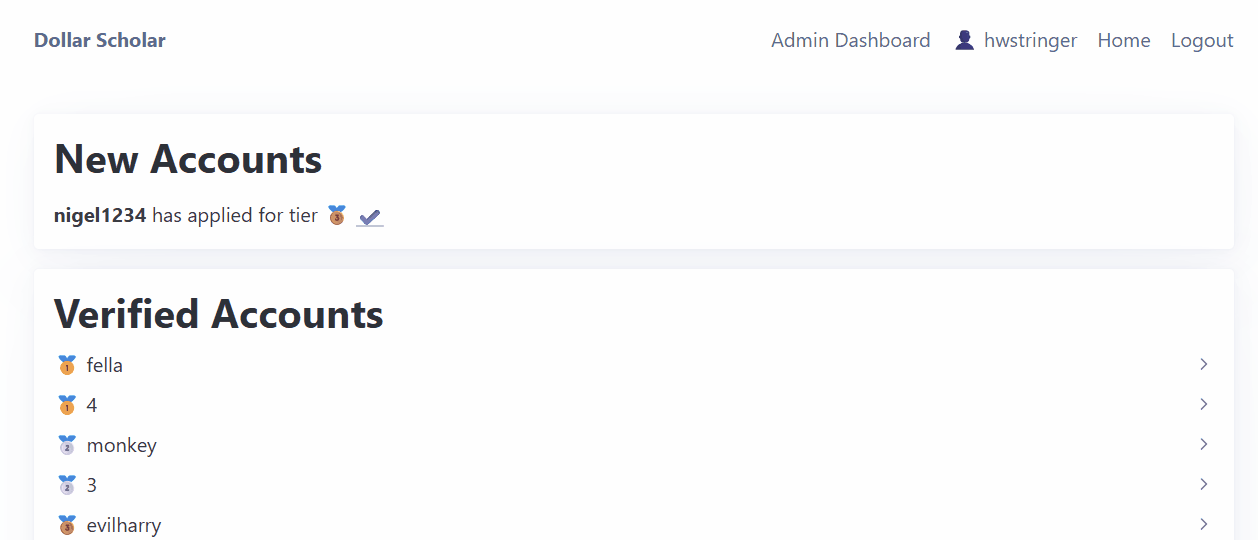 Dollar Scholar Admin Dashboard hwstringer Home Logout
New Accounts
nigel1234 has applied for tier 3
Verified Accounts
1 fella
1 4
2 monkey
2 3
3 evilharry